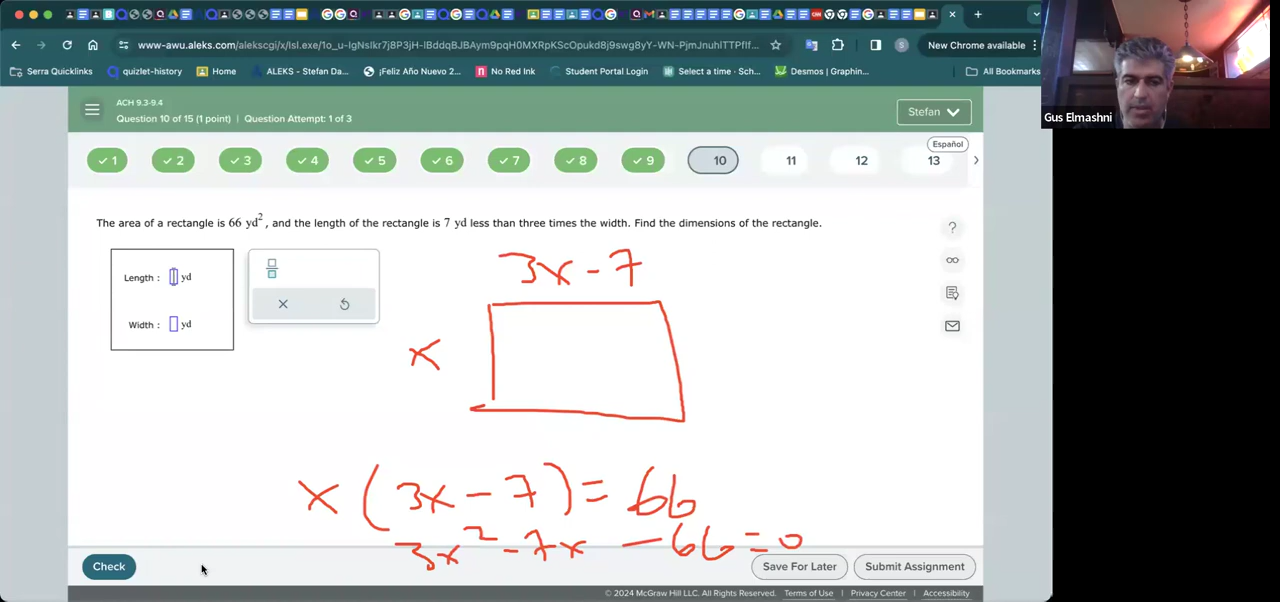 www-awu.aleks.com/alekscgi/x/lsl.exe/1o_u-IgNslkr7j8P3jH-lBddqBJBAym9pqH0MXRpKScOpukd8j9swg8yY-WN-PjmJnuhlTTPflf...
New Chrome available
Serra Quicklinks
quizlet-history
Home
ALEKS - Stefan Da...
¡Feliz Año Nuevo 2...
No Red Ink
Student Portal Login
Select a time · Sch...
Desmos | Graphin...
All Bookmarks
Gus Elmashni
ACH 9.3-9.4
Question 10 of 15 (1 point) | Question Attempt: 1 of 3
Stefan
Español
1 2 3 4 5 6 7 8 9 10 11 12 13
The area of a rectangle is 66 yd², and the length of the rectangle is 7 yd less than three times the width. Find the dimensions of the rectangle.
Length : yd
Width : yd
3x - 7
x
x(3x - 7) = 66
3x² - 7x - 66 = 0
Check
Save For Later
Submit Assignment
© 2024 McGraw Hill LLC. All Rights Reserved. Terms of Use | Privacy Center | Accessibility